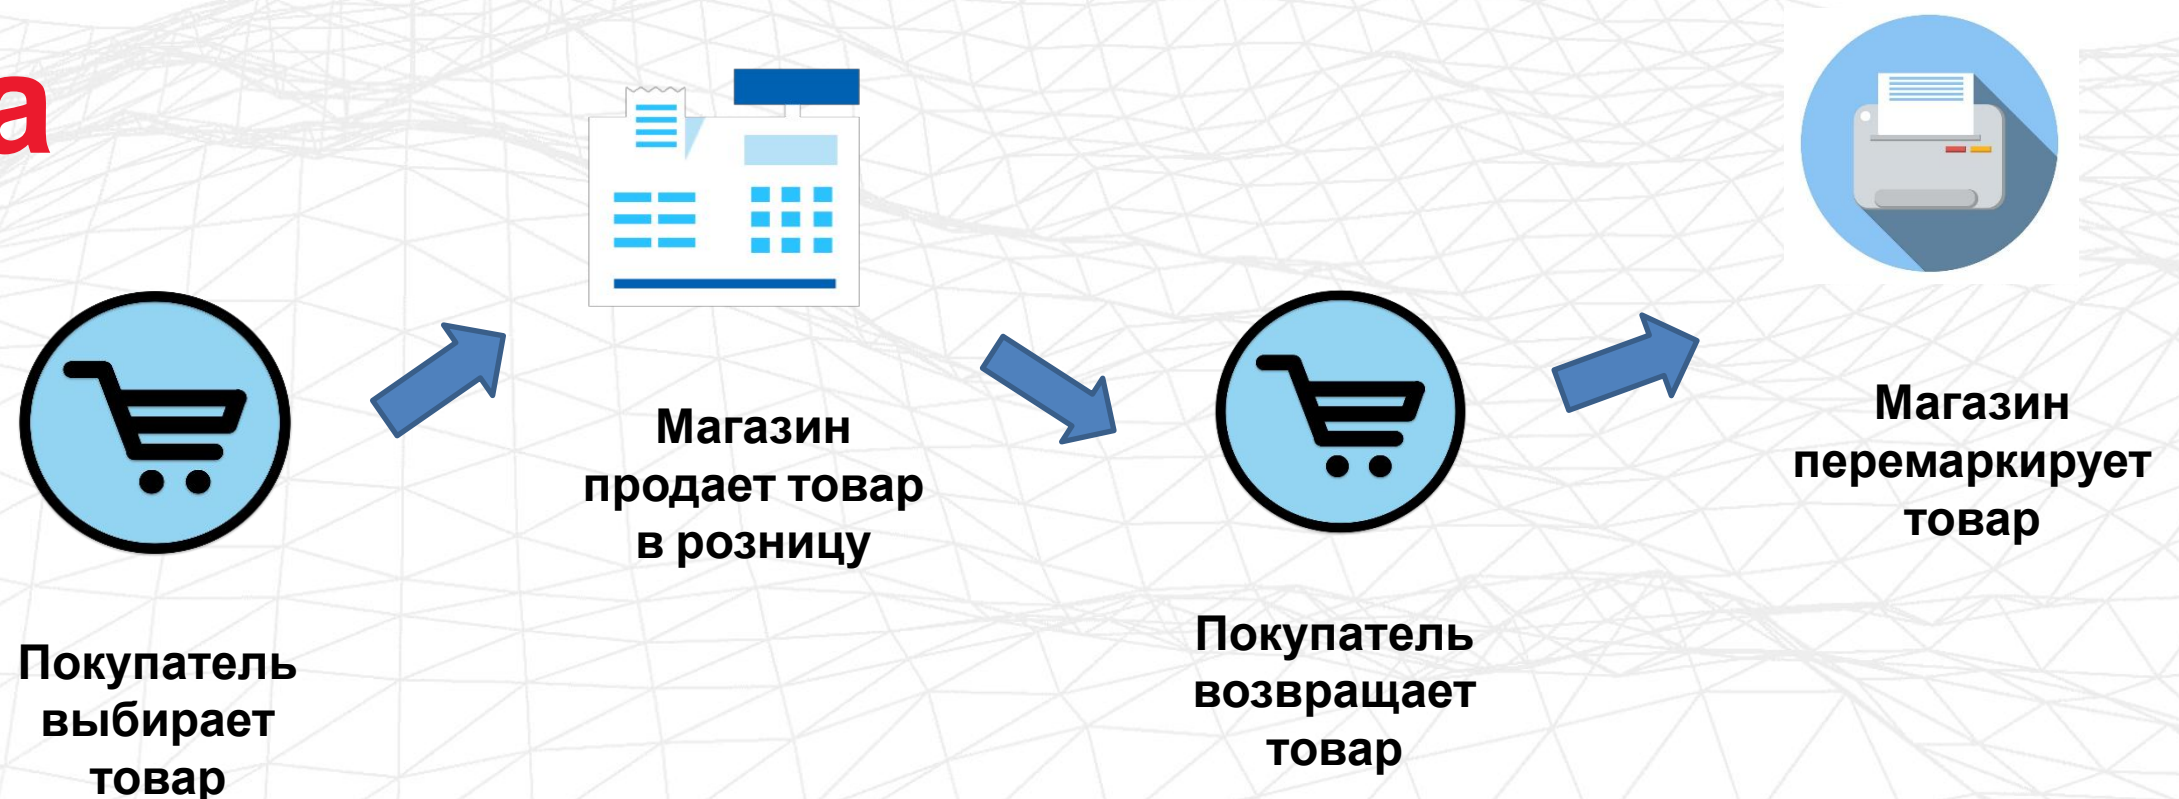 а
Покупатель
выбирает
товар
Магазин
продает товар
в розницу
Покупатель
возвращает
товар
Магазин
перемаркирует
товар